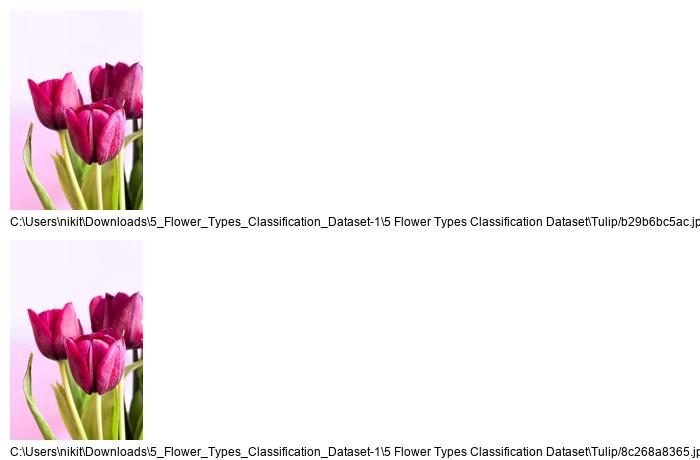 C:\Users\nikit\Downloads\5_Flower_Types_Classification_Dataset-1\5 Flower Types Classification Dataset\Tulip/b29b6bc5ac.jp
C:\Users\nikit\Downloads\5_Flower_Types_Classification_Dataset-1\5 Flower Types Classification Dataset\Tulip/8c268a8365.jp